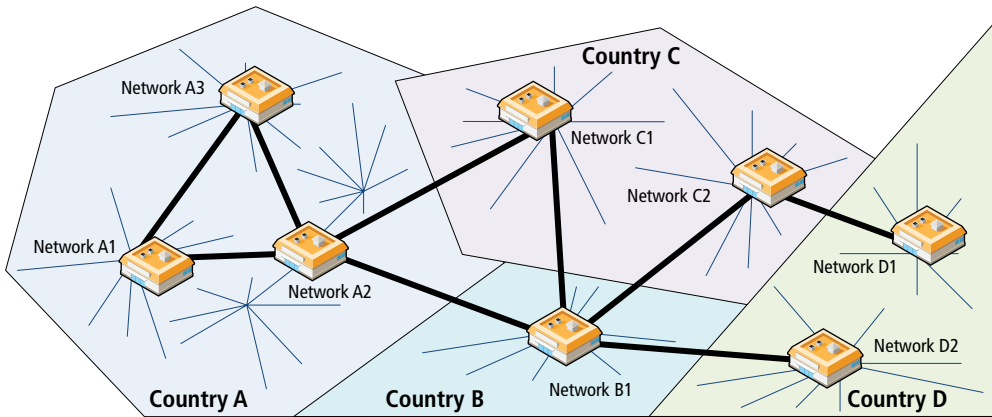 Country C
Network A3
Network C1
Network C2
Network A1
Network A2
Network D1
Network D2
Network B1
Country A
Country B
Country D